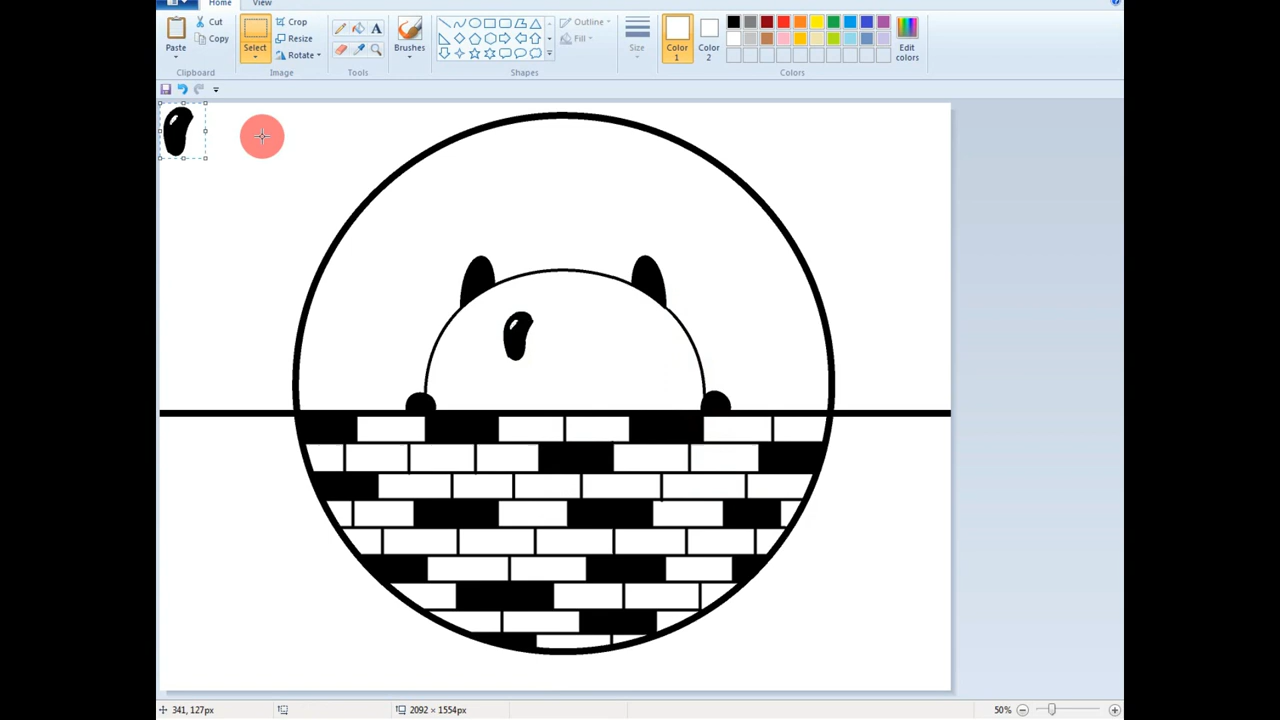 Home View
Cut
Copy
Paste
Clipboard
Crop
Resize
Rotate
Select
Image
A
Tools
Brushes
Outline
Fill
Shapes
Size
Color 1
Color 2
Edit colors
Colors
341, 127px
2092 × 1554px
50%